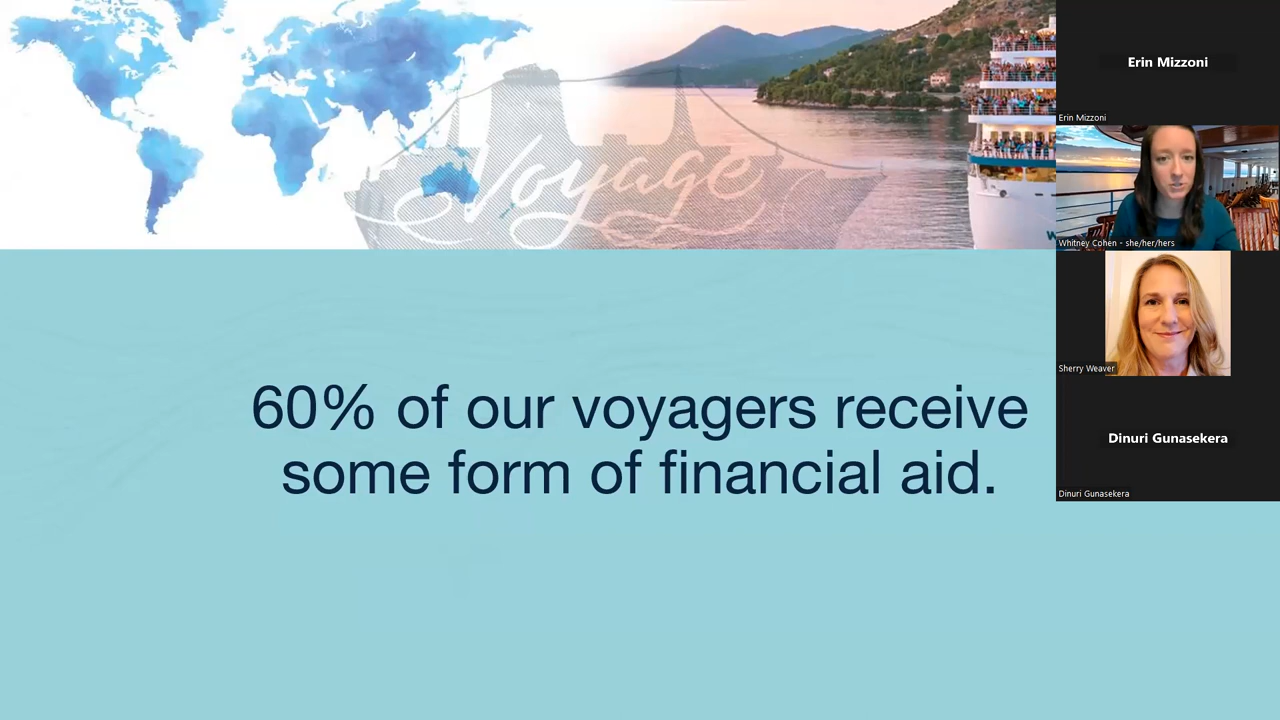 Voyage
60% of our voyagers receive
some form of financial aid.
Erin Mizzoni
Erin Mizzoni
Whitney Cohen - she/her/hers
Sherry Weaver
Dinuri Gunasekera
Dinuri Gunasekera